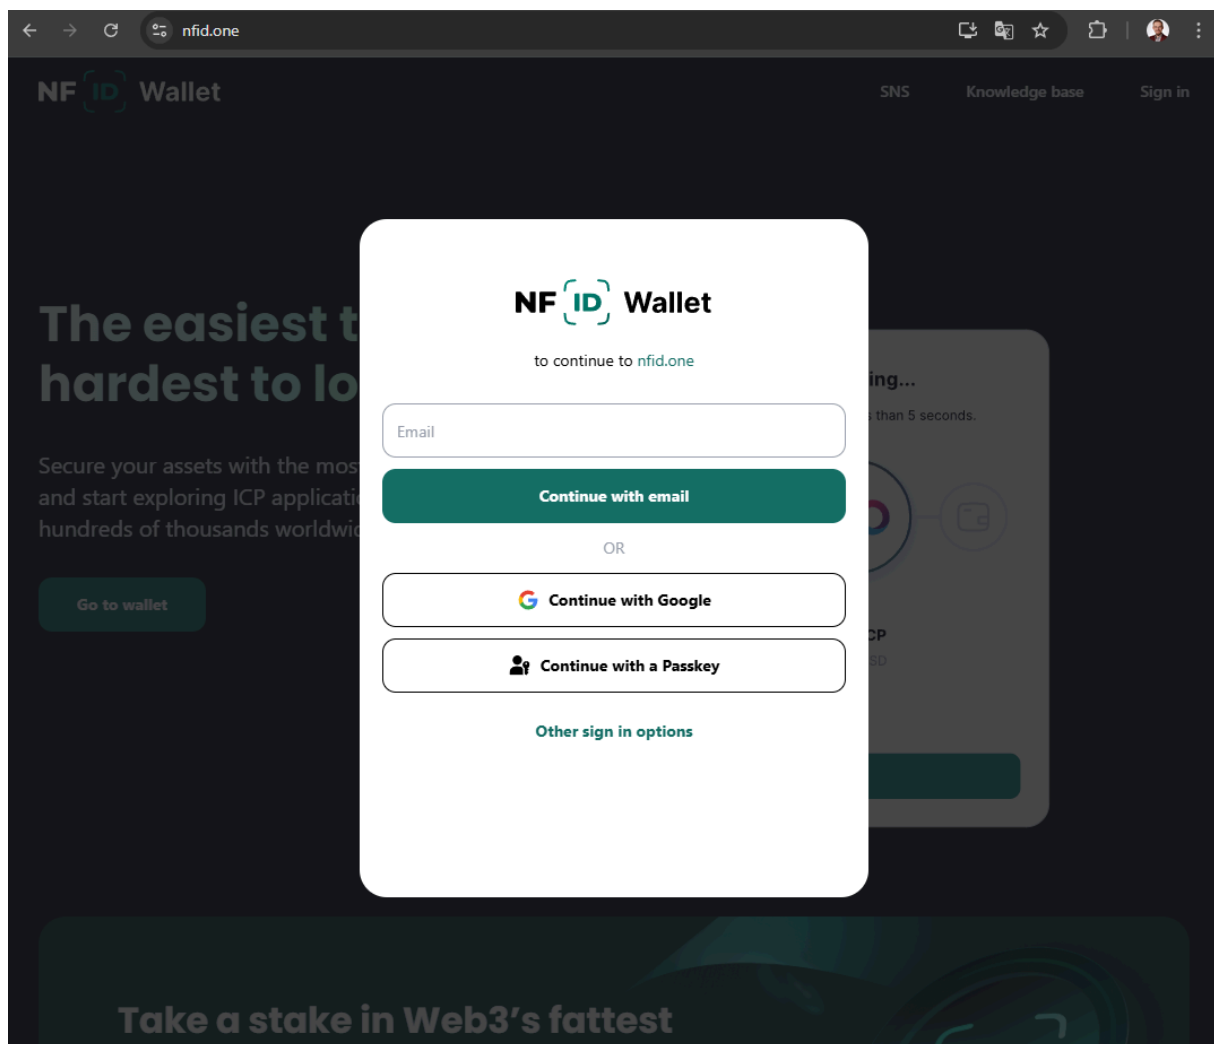 nfid.one
NF ID Wallet
SNS
Knowledge base
Sign in
The easiest t
hardest to lo
Secure your assets with the mos
and start exploring ICP applicati
hundreds of thousands worldwid
Go to wallet
NF ID Wallet
to continue to nfid.one
Email
Continue with email
OR
Continue with Google
Continue with a Passkey
Other sign in options
ing...
than 5 seconds.
CP
SD
Take a stake in Web3's fattest